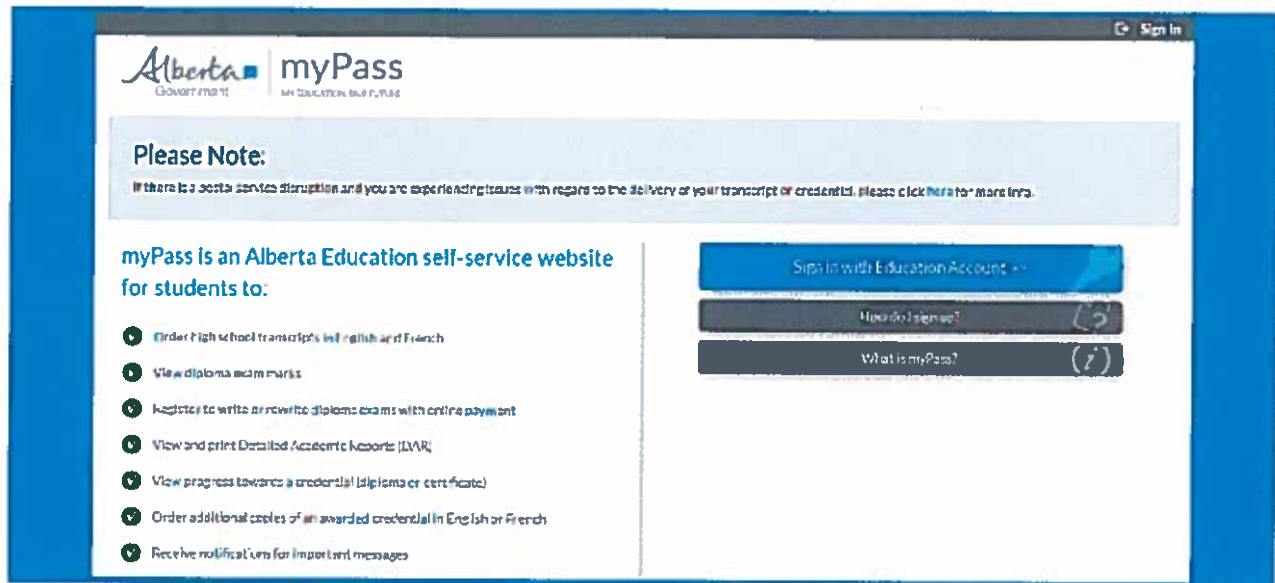 Sign In
Alberta
Government
myPass
MY EDUCATION, MY FUTURE
Please Note:
If there is a postal service disruption and you are experiencing issues with regard to the delivery of your transcript or credential, please click here for more info.
myPass is an Alberta Education self-service website
for students to:
Order high school transcripts in English and French
View diploma exam marks
Register to write or rewrite diploma exams with online payment
View and print Detailed Academic Reports (DAR)
View progress towards a credential (diploma or certificate)
Order additional copies of an awarded credential in English or French
Receive notifications for important messages
Sign in with Education Account >>
How do I sign up?
What is myPass?